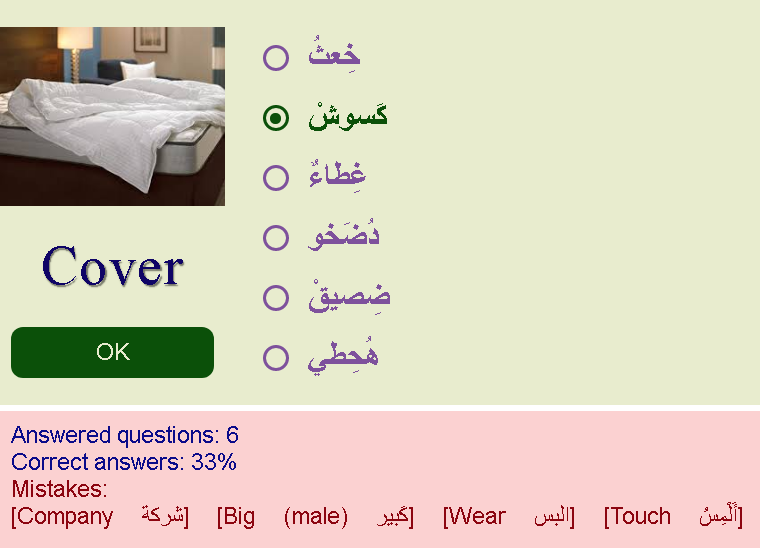 خِعثُ
كَسوشْ
غِطاءٌ
دُضَخو
ضِصيقْ
هُحِطي
Cover
OK
Answered questions: 6
Correct answers: 33%
Mistakes:
[Company شركة] [Big (male) كَبير] [Wear البس] [Touch أَلْمِسُ]